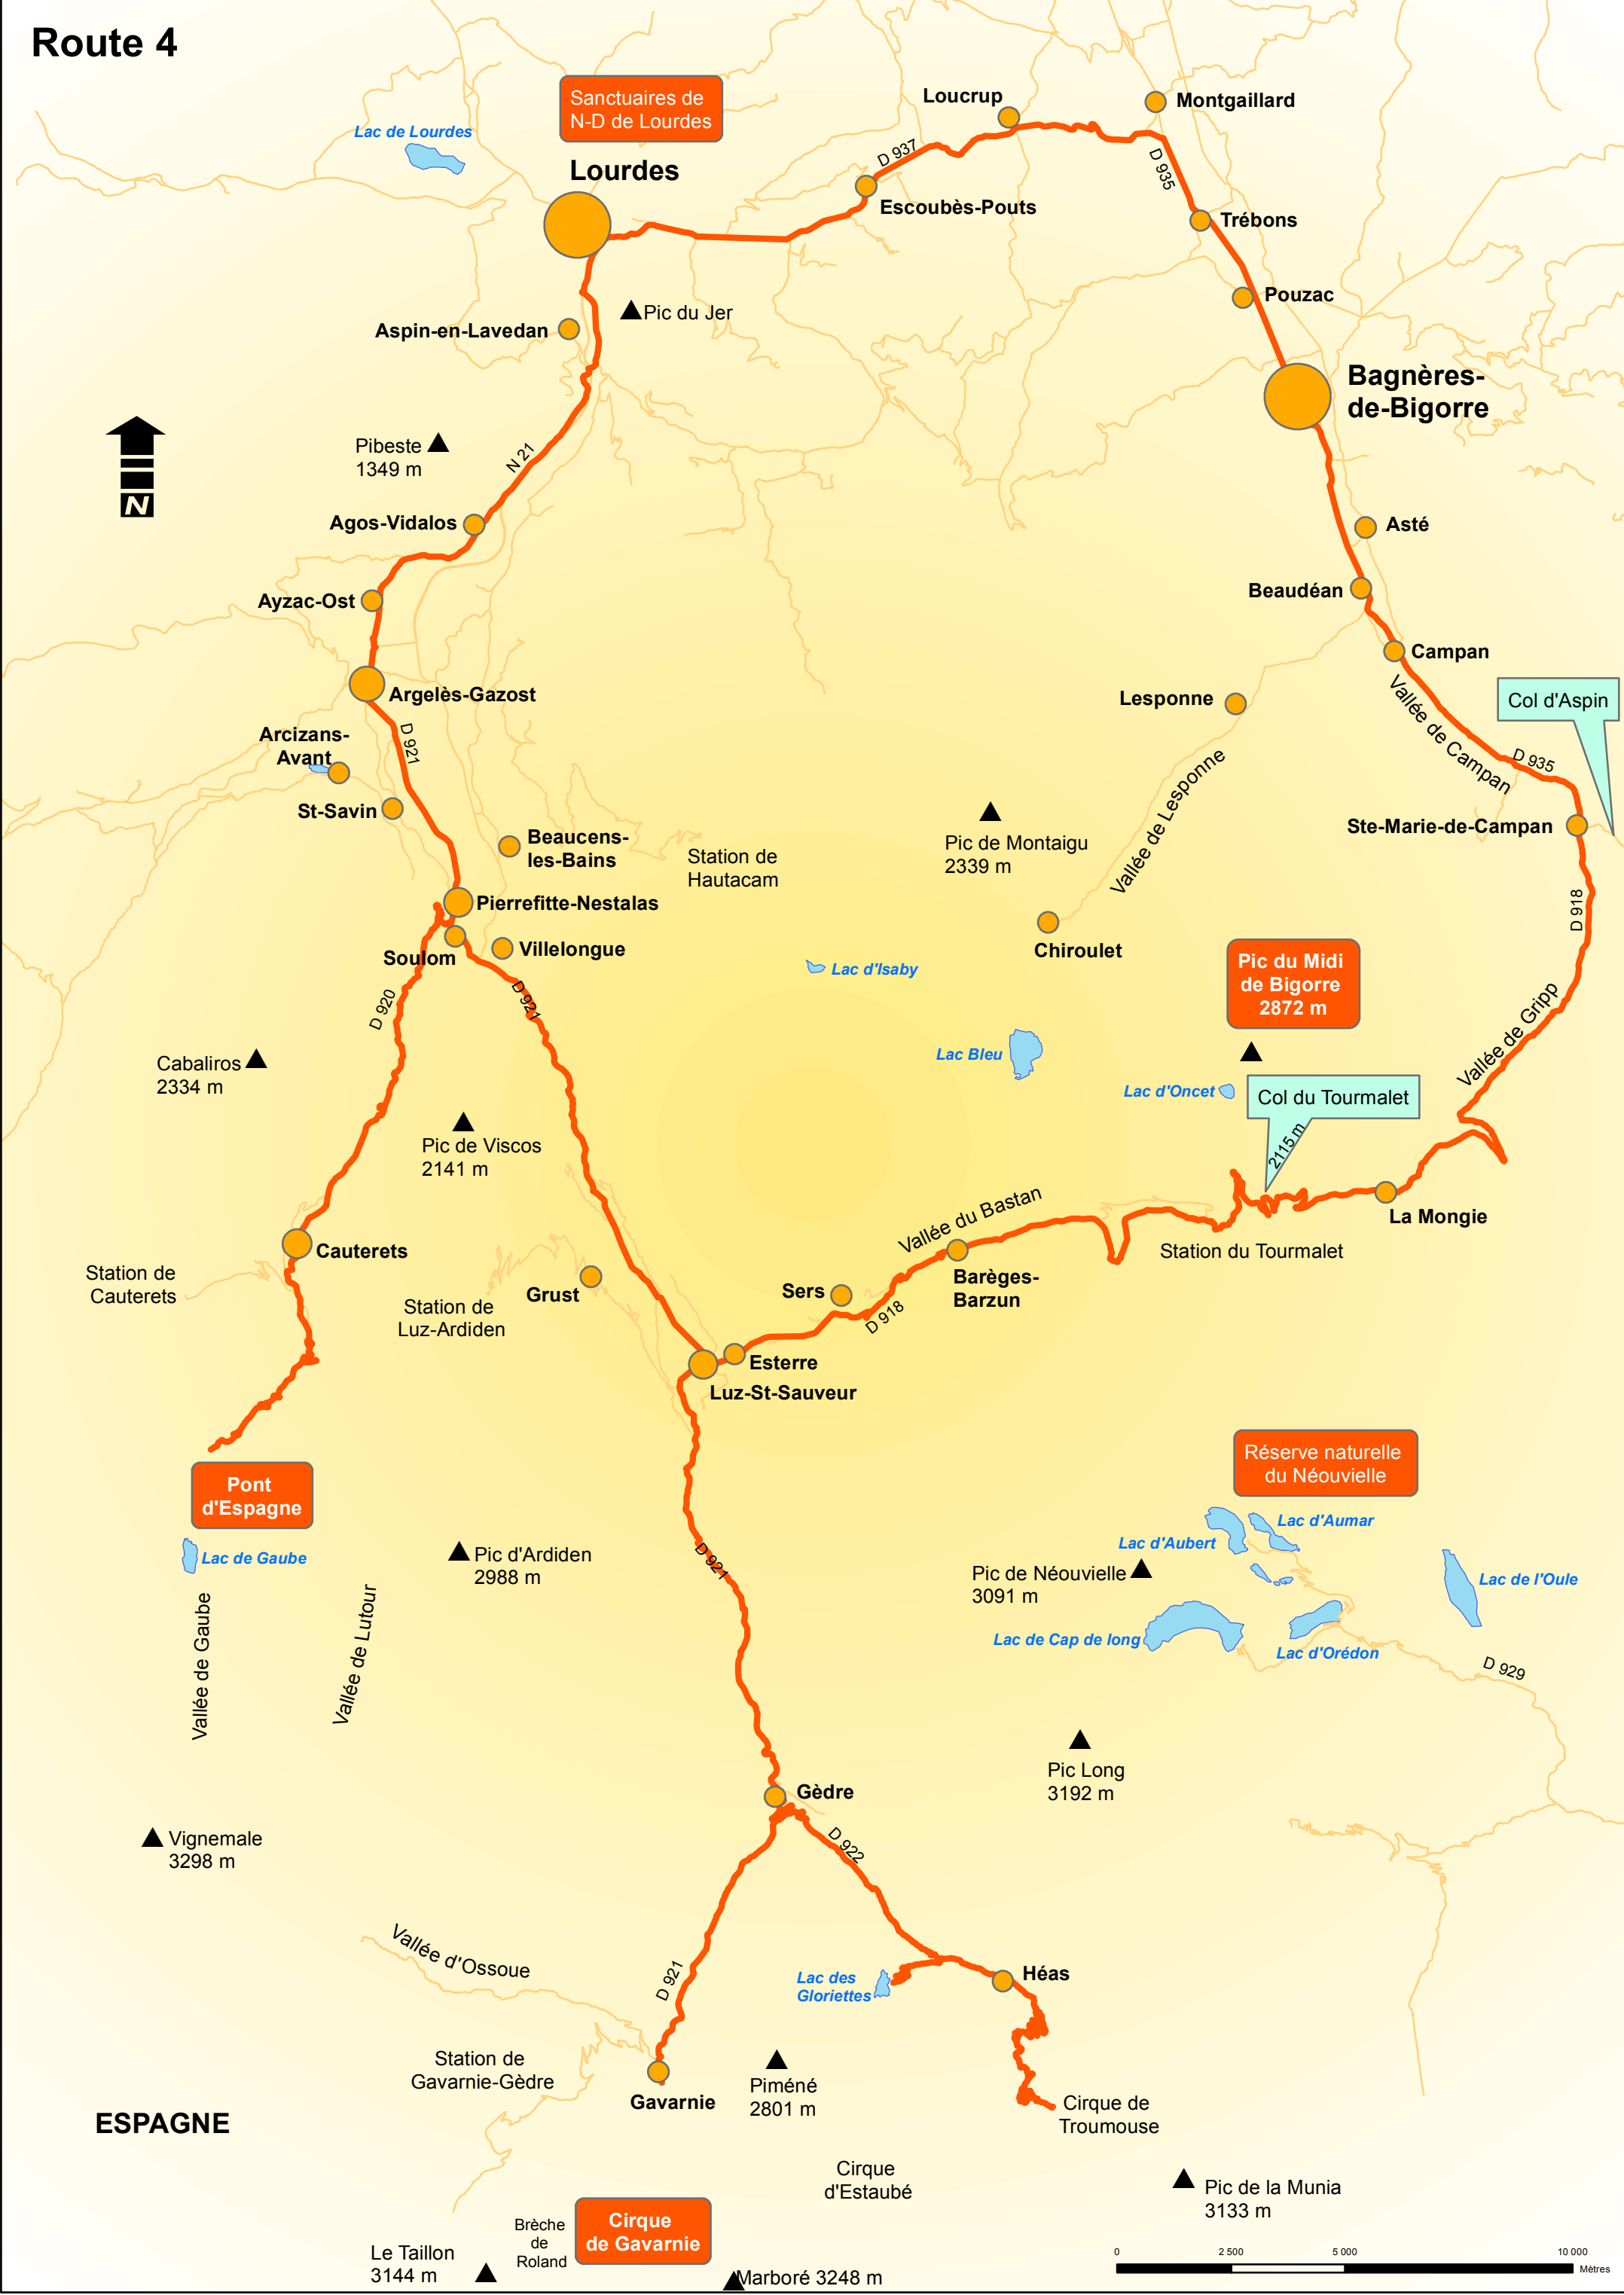 Route 4
Sanctuaires de
N-D de Lourdes
Lac de Lourdes
Lourdes
Loucrup
Montgaillard
D 937
D 935
Escoubès-Pouts
Trébons
Pouzac
Pic du Jer
Aspin-en-Lavedan
Bagnères-
de-Bigorre
Pibeste
1349 m
N 21
N
Agos-Vidalos
Asté
Beaudéan
Ayzac-Ost
Campan
Argelès-Gazost
Lesponne
Vallée de Campan
Col d'Aspin
Arcizans-
Avant
D 921
D 935
St-Savin
Vallée de Lesponne
Ste-Marie-de-Campan
Beaucens-
les-Bains
Station de
Hautacam
Pic de Montaigu
2339 m
Pierrefitte-Nestalas
D 918
Soulom
Villelongue
Chiroulet
Lac d'Isaby
Pic du Midi
de Bigorre
2872 m
D 920
D 921
Vallée de Gripp
Cabaliros
2334 m
Lac Bleu
Lac d'Oncet
Col du Tourmalet
2115 m
Pic de Viscos
2141 m
La Mongie
Vallée du Bastan
Cauterets
Station du Tourmalet
Station de
Cauterets
Grust
Sers
Barèges-
Barzun
Station de
Luz-Ardiden
D 918
Esterre
Luz-St-Sauveur
Réserve naturelle
du Néouvielle
Pont
d'Espagne
Lac d'Aumar
Lac d'Aubert
Lac de Gaube
Pic d'Ardiden
2988 m
D 921
Pic de Néouvielle
3091 m
Lac de l'Oule
Vallée de Gaube
Vallée de Lutour
Lac de Cap de long
Lac d'Orédon
D 929
Pic Long
3192 m
Gèdre
Vignemale
3298 m
D 922
Vallée d'Ossoue
D 921
Lac des
Gloriettes
Héas
Station de
Gavarnie-Gèdre
Piméné
2801 m
Gavarnie
Cirque de
Troumouse
ESPAGNE
Cirque
d'Estaubé
Pic de la Munia
3133 m
Brèche
de
Roland
Cirque
de Gavarnie
Le Taillon
3144 m
Marboré 3248 m
0 2 500 5 000 10 000
Mètres